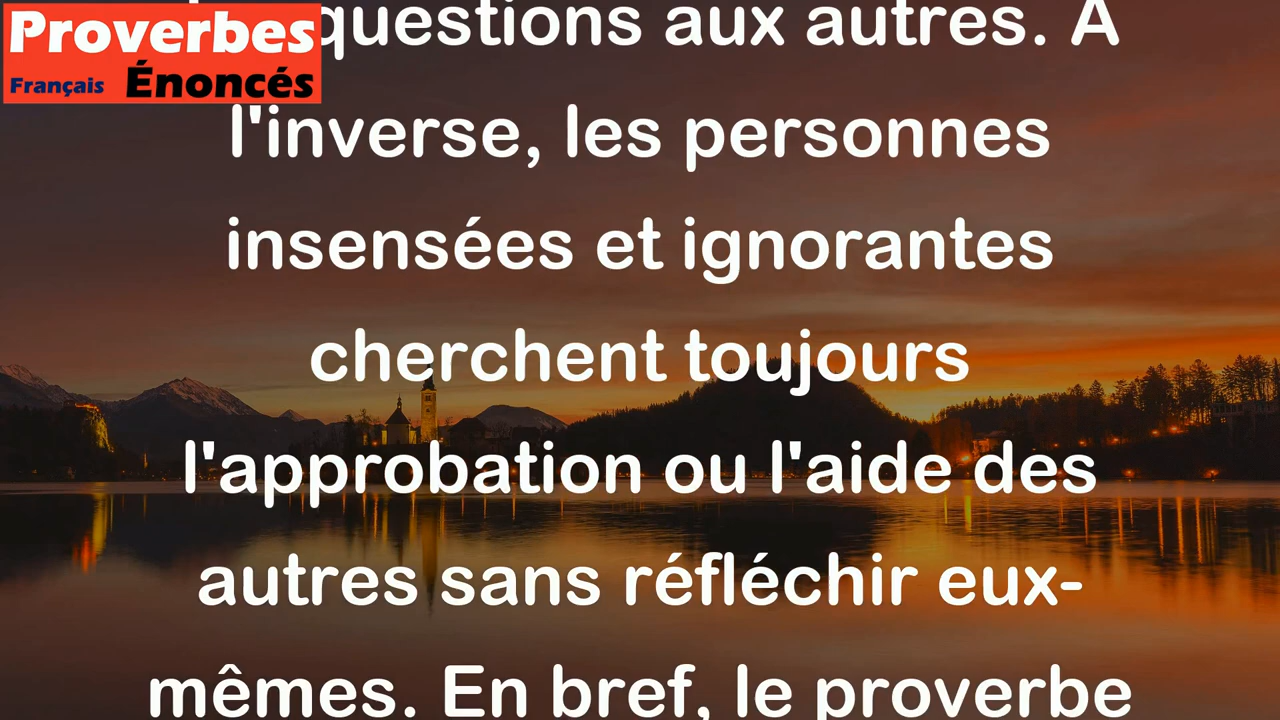 Proverbes
Français Énoncés
questions aux autres. A
l'inverse, les personnes
insensées et ignorantes
cherchent toujours
l'approbation ou l'aide des
autres sans réfléchir eux-
mêmes. En bref, le proverbe